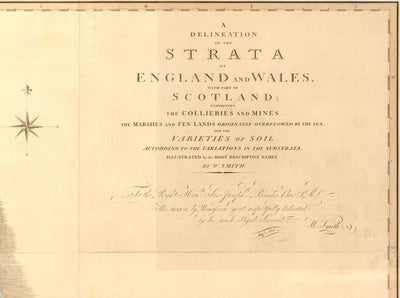 A
DELINEATION
OF THE
STRATA
OF
ENGLAND AND WALES,
WITH PART OF
SCOTLAND;
EXHIBITING
THE COLLIERIES AND MINES,
THE MARSHES AND FEN LANDS ORIGINALLY OVERFLOWED BY THE SEA,
AND THE
VARIETIES OF SOIL
ACCORDING TO THE VARIATIONS IN THE SUBSTRATA,
ILLUSTRATED by the MOST DESCRIPTIVE NAMES
BY W. SMITH.
To the Right Honble. Sir Joseph Banks Bart. P.R.S.
This MAP is by Permission most respectfully dedicated
by his most obliged Servant
W. Smith